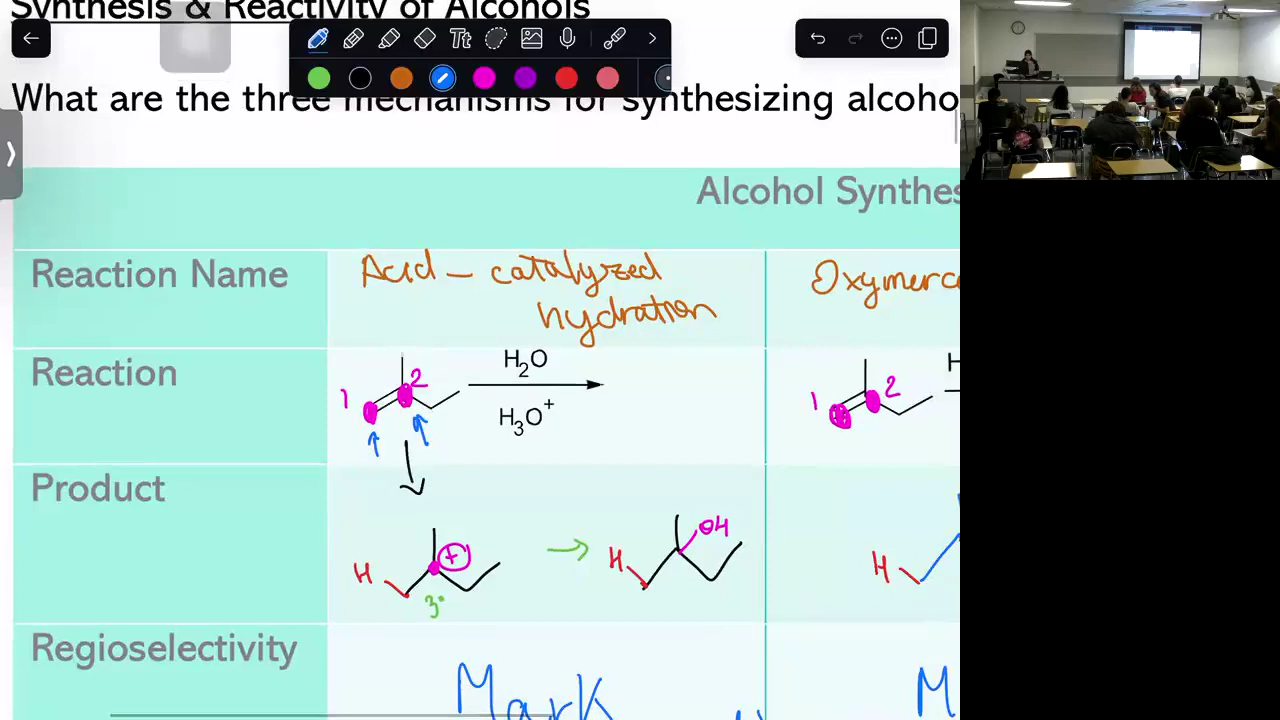 Synthesis & Reactivity of Alcohols
Tt
What are the three mechanisms for synthesizing alcoho
Alcohol Synthes
Reaction Name
Acid - catalyzed
hydration
Oxymerc
Reaction
1
2
H₂O
H₃O⁺
1
2
H
Product
H
+
3°
H
OH
H
Regioselectivity
Mark
M